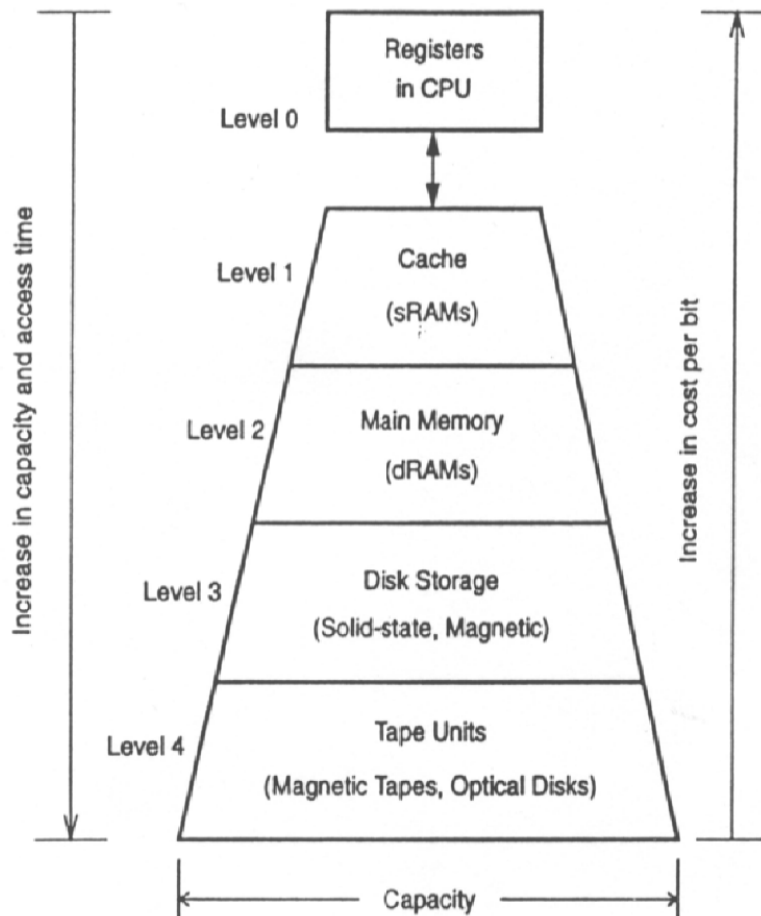 Registers
in CPU
Level 0
Level 1
Cache
(sRAMs)
Level 2
Main Memory
(dRAMs)
Level 3
Disk Storage
(Solid-state, Magnetic)
Level 4
Tape Units
(Magnetic Tapes, Optical Disks)
Capacity
Increase in capacity and access time
Increase in cost per bit